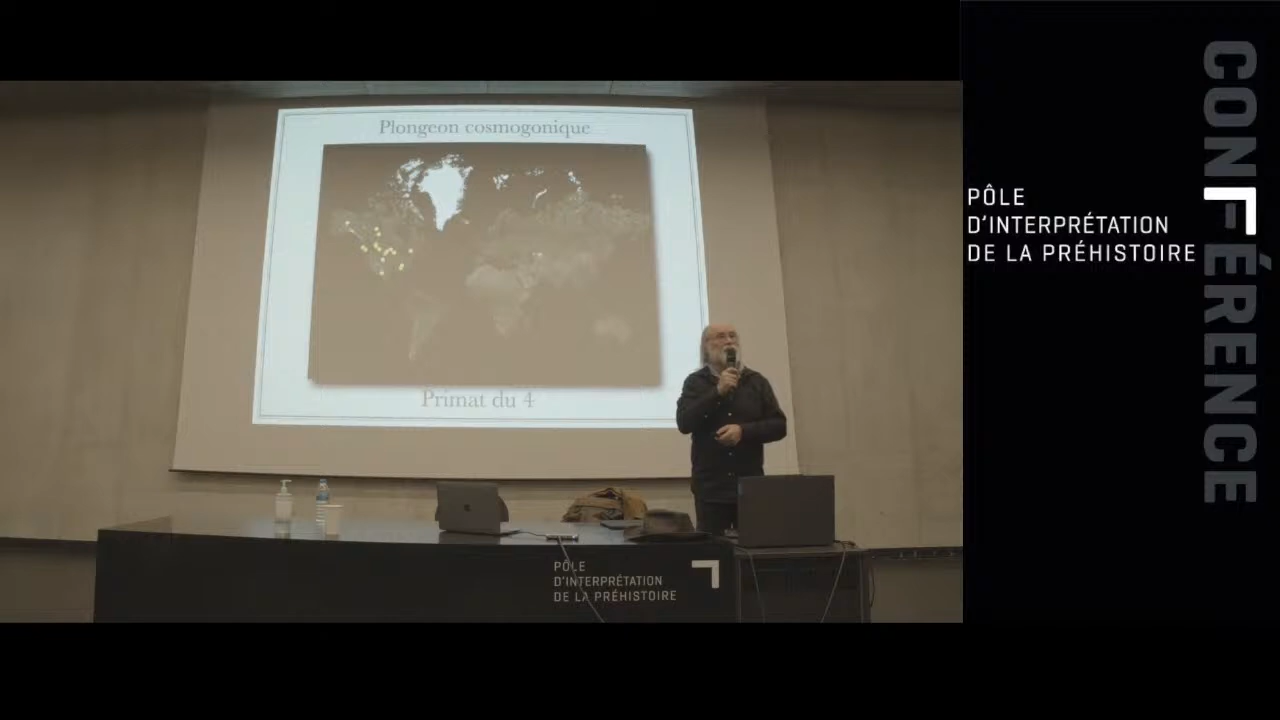 Plongeon cosmogonique
Primat du 4
PÔLE
D'INTERPRÉTATION
DE LA PRÉHISTOIRE
PÔLE
D'INTERPRÉTATION
DE LA PRÉHISTOIRE
CONFÉRENCE